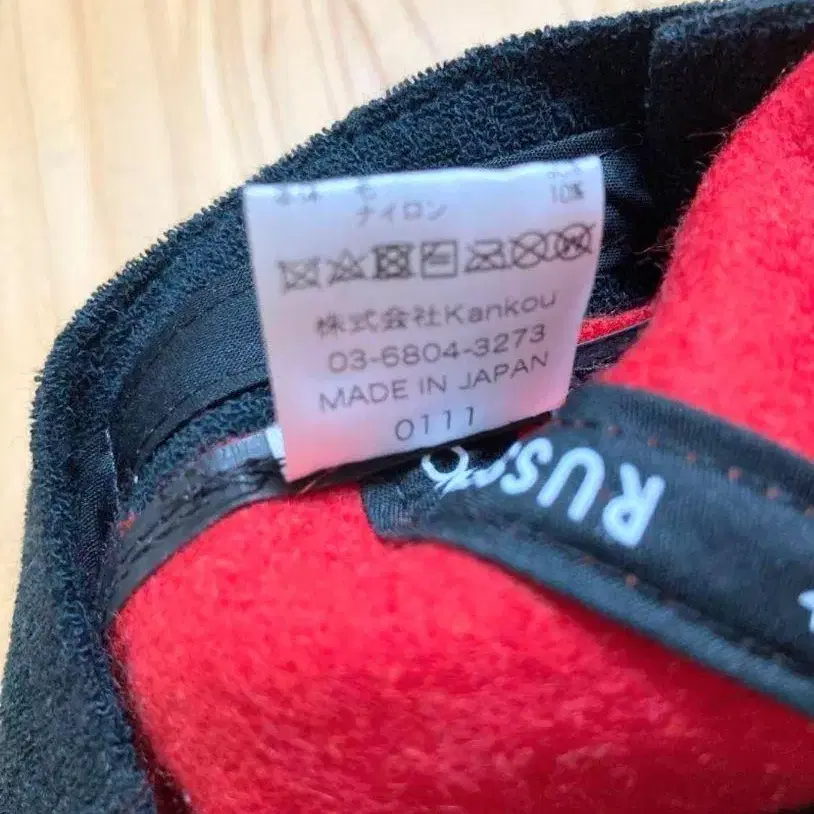 ナイロン 10%
株式会社Kankou
03-6804-3273
MADE IN JAPAN
0111